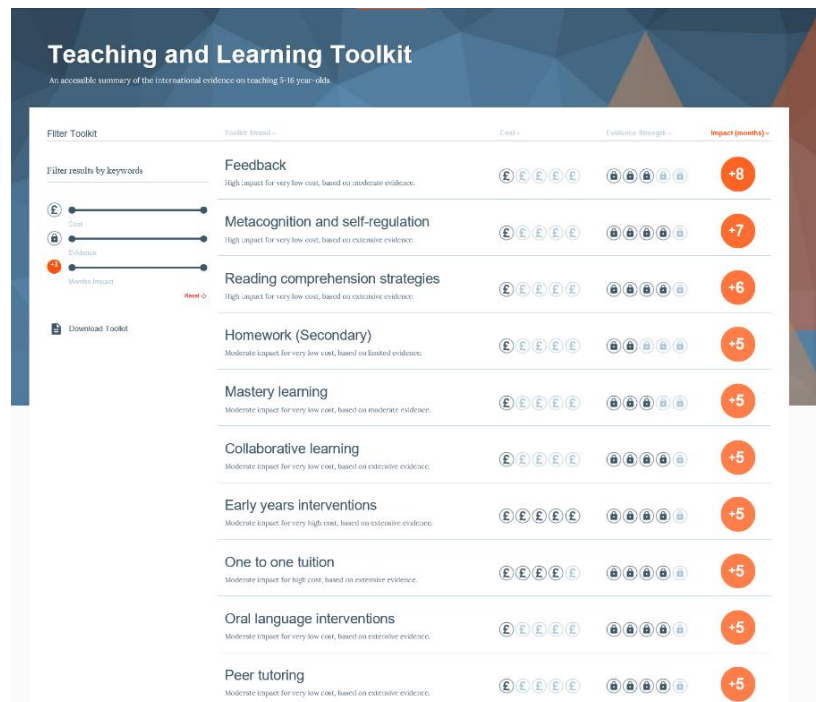 Teaching and Learning Toolkit
An accessible summary of the international evidence on teaching 5-16 year-olds
Filter Toolkit
Toolkit Strand
Cost
Evidence Strength
Impact (months)
Filter results by keywords
£
Cost
Evidence
+1
Months Impact
Reset
Download Toolkit
Feedback
High impact for very low cost, based on moderate evidence.
£ £ £ £ £
+8
Metacognition and self-regulation
High impact for very low cost, based on extensive evidence.
£ £ £ £ £
+7
Reading comprehension strategies
High impact for very low cost, based on extensive evidence.
£ £ £ £ £
+6
Homework (Secondary)
Moderate impact for very low cost, based on limited evidence.
£ £ £ £ £
+5
Mastery learning
Moderate impact for very low cost, based on moderate evidence.
£ £ £ £ £
+5
Collaborative learning
Moderate impact for very low cost, based on extensive evidence.
£ £ £ £ £
+5
Early years interventions
Moderate impact for very high cost, based on extensive evidence.
£ £ £ £ £
+5
One to one tuition
Moderate impact for high cost, based on extensive evidence.
£ £ £ £ £
+5
Oral language interventions
Moderate impact for very low cost, based on extensive evidence.
£ £ £ £ £
+5
Peer tutoring
Moderate impact for very low cost, based on extensive evidence.
£ £ £ £ £
+5